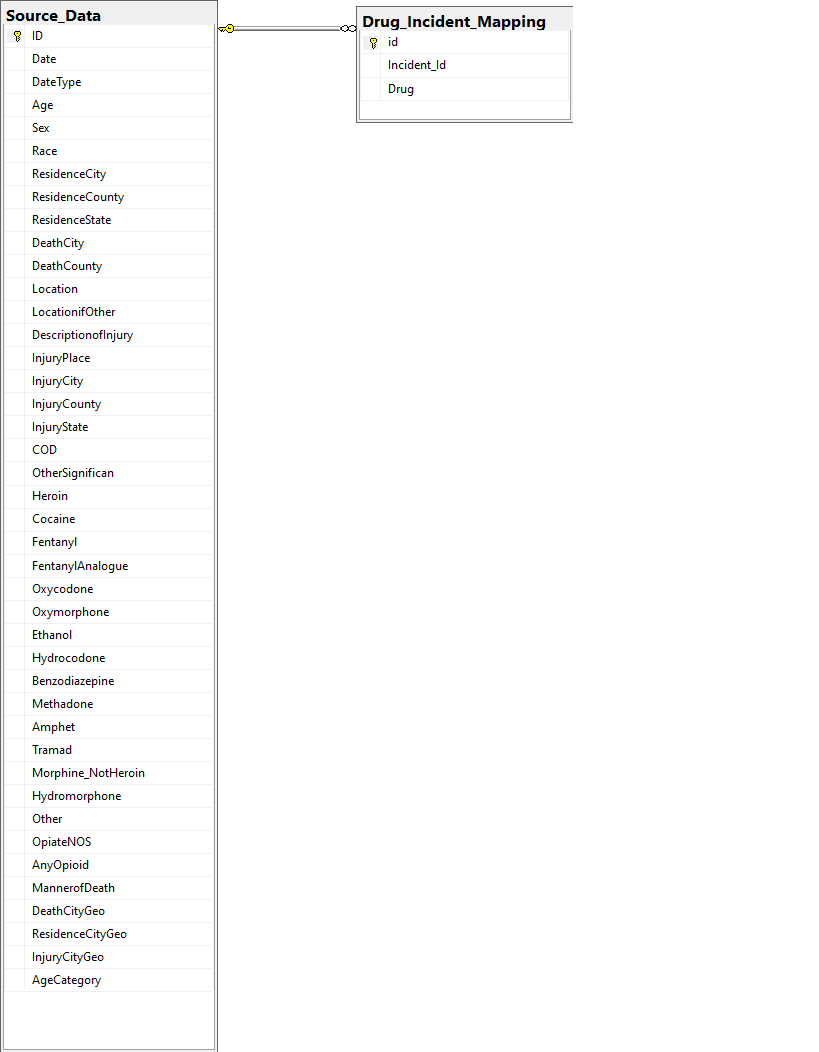 Source_Data
ID
Date
DateType
Age
Sex
Race
ResidenceCity
ResidenceCounty
ResidenceState
DeathCity
DeathCounty
Location
LocationifOther
DescriptionofInjury
InjuryPlace
InjuryCity
InjuryCounty
InjuryState
COD
OtherSignifican
Heroin
Cocaine
Fentanyl
FentanylAnalogue
Oxycodone
Oxymorphone
Ethanol
Hydrocodone
Benzodiazepine
Methadone
Amphet
Tramad
Morphine_NotHeroin
Hydromorphone
Other
OpiateNOS
AnyOpioid
MannerofDeath
DeathCityGeo
ResidenceCityGeo
InjuryCityGeo
AgeCategory
Drug_Incident_Mapping
id
Incident_Id
Drug